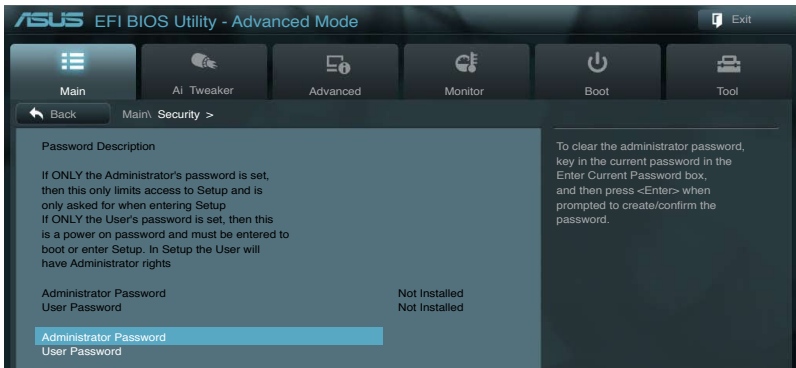 ASUS EFI BIOS Utility - Advanced Mode
Exit
Main
Ai Tweaker
Advanced
Monitor
Boot
Tool
Back
Main\ Security >
Password Description
If ONLY the Administrator's password is set,
then this only limits access to Setup and is
only asked for when entering Setup
If ONLY the User's password is set, then this
is a power on password and must be entered to
boot or enter Setup. In Setup the User will
have Administrator rights
Administrator Password Not Installed
User Password Not Installed
Administrator Password
User Password
To clear the administrator password,
key in the current password in the
Enter Current Password box,
and then press <Enter> when
prompted to create/confirm the
password.